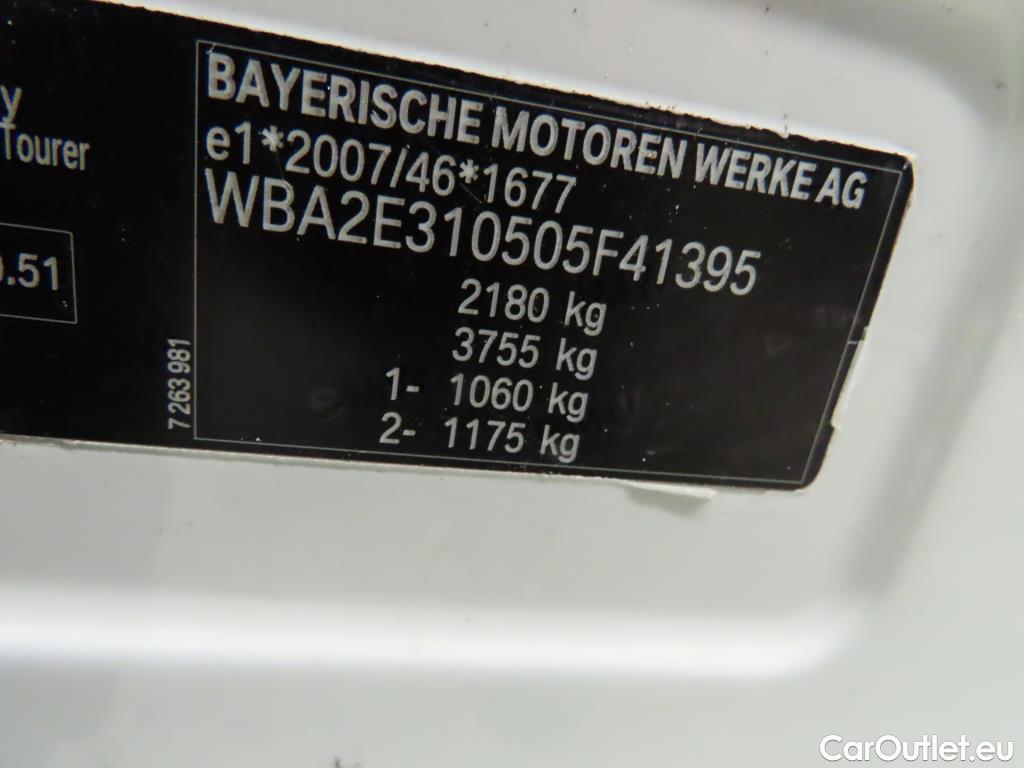 y
Tourer
.51
7 263 981
BAYERISCHE MOTOREN WERKE AG
e1*2007/46*1677
WBA2E310505F41395
2180 kg
3755 kg
1- 1060 kg
2- 1175 kg
CarOutlet.eu